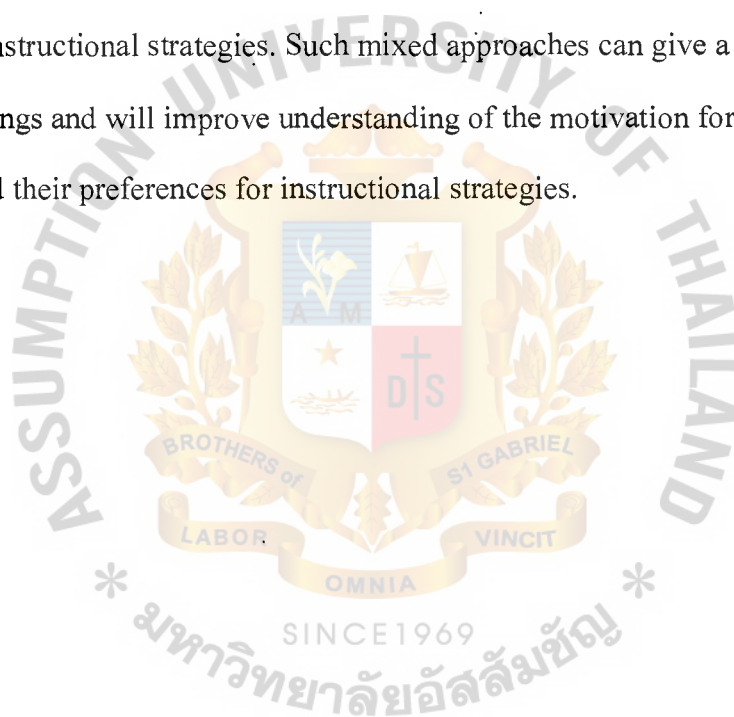 nstructional strategies. Such mixed approaches can give a
ngs and will improve understanding of the motivation for
d their preferences for instructional strategies.
ASSUMPTION UNIVERSITY OF THAILAND
A M
D S
BROTHERS of
S1 GABRIEL
LABOR
VINCIT
OMNIA
SINCE1969
* มหาวิทยาลัยอัสสัมชัญ *